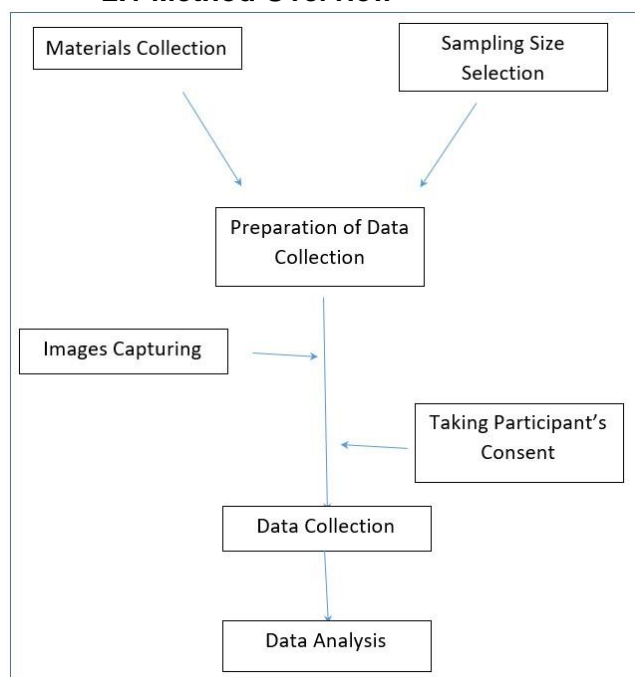 Materials Collection
Sampling Size
Selection
Preparation of Data
Collection
Images Capturing
Taking Participant's
Consent
Data Collection
Data Analysis